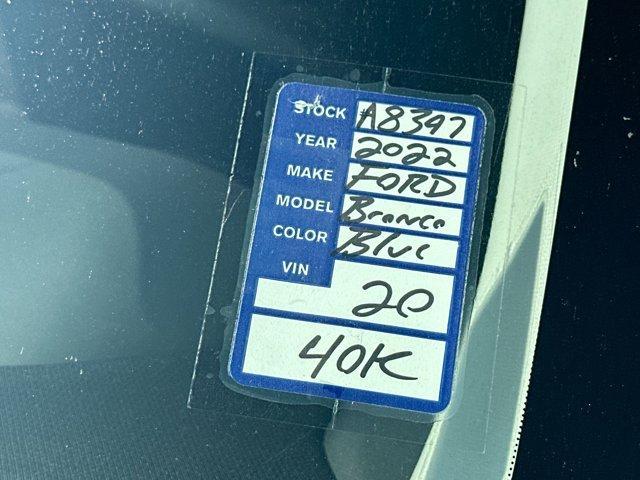 STOCK A8397
YEAR 2022
MAKE FORD
MODEL Bronco
COLOR Blue
VIN 20
40K